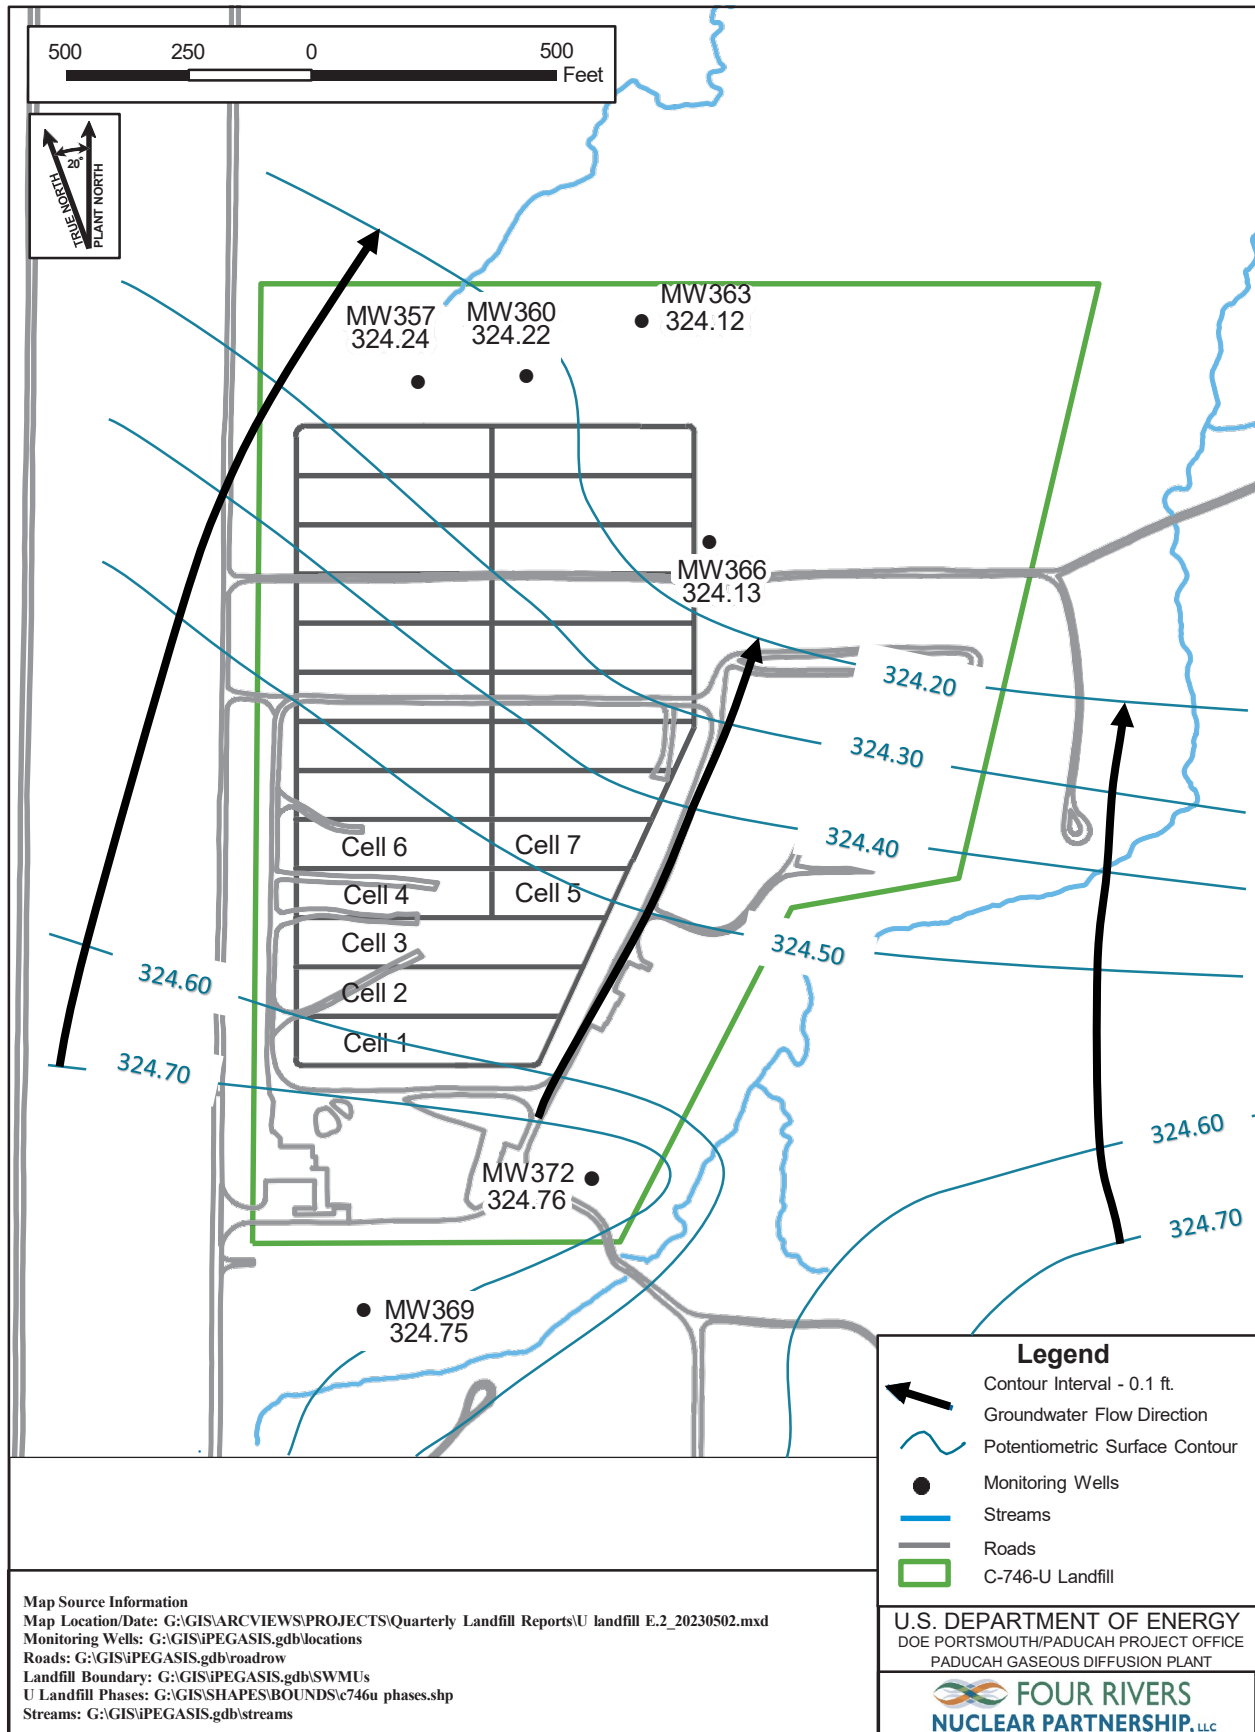 500 250 0 500
Feet
TRUE NORTH
20°
PLANT NORTH
MW357
324.24
MW360
324.22
MW363
324.12
MW366
324.13
324.20
324.30
324.40
324.50
Cell 6
Cell 7
Cell 4
Cell 5
Cell 3
Cell 2
Cell 1
324.60
324.70
MW372
324.76
324.60
324.70
MW369
324.75
Legend
Contour Interval - 0.1 ft.
Groundwater Flow Direction
Potentiometric Surface Contour
Monitoring Wells
Streams
Roads
C-746-U Landfill
Map Source Information
Map Location/Date: G:\GIS\ARCVIEWS\PROJECTS\Quarterly Landfill Reports\U landfill E.2_20230502.mxd
Monitoring Wells: G:\GIS\iPEGASIS.gdb\locations
Roads: G:\GIS\iPEGASIS.gdb\roadrow
Landfill Boundary: G:\GIS\iPEGASIS.gdb\SWMUs
U Landfill Phases: G:\GIS\SHAPES\BOUNDS\c746u phases.shp
Streams: G:\GIS\iPEGASIS.gdb\streams
U.S. DEPARTMENT OF ENERGY
DOE PORTSMOUTH/PADUCAH PROJECT OFFICE
PADUCAH GASEOUS DIFFUSION PLANT
FOUR RIVERS
NUCLEAR PARTNERSHIP, LLC